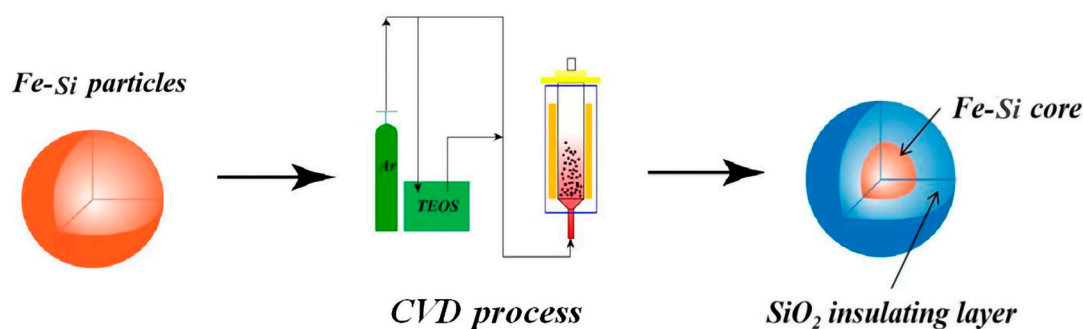 Fe-Si particles
Ar
TEOS
CVD process
Fe-Si core
SiO₂ insulating layer